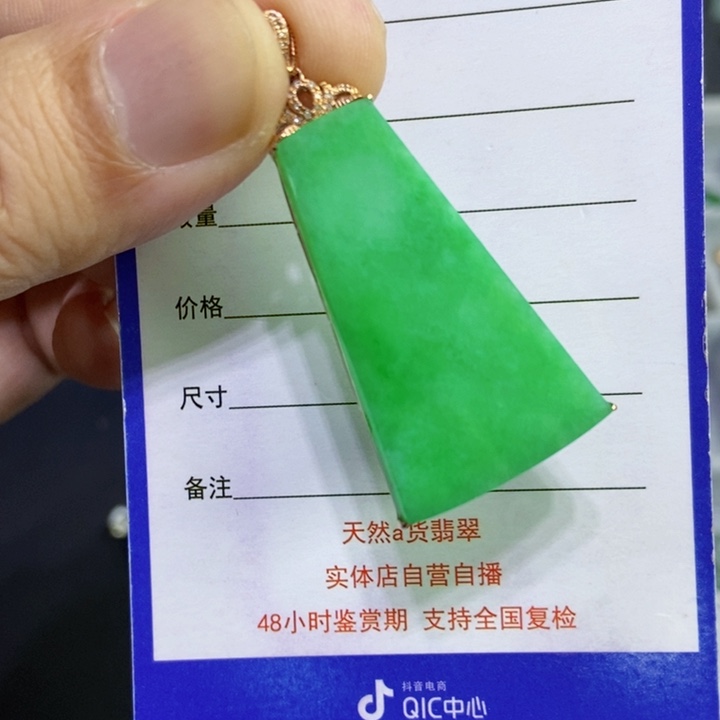 量
价格
尺寸
备注
天然a货翡翠
实体店自营自播
48小时鉴赏期 支持全国复检
抖音电商
QIC中心